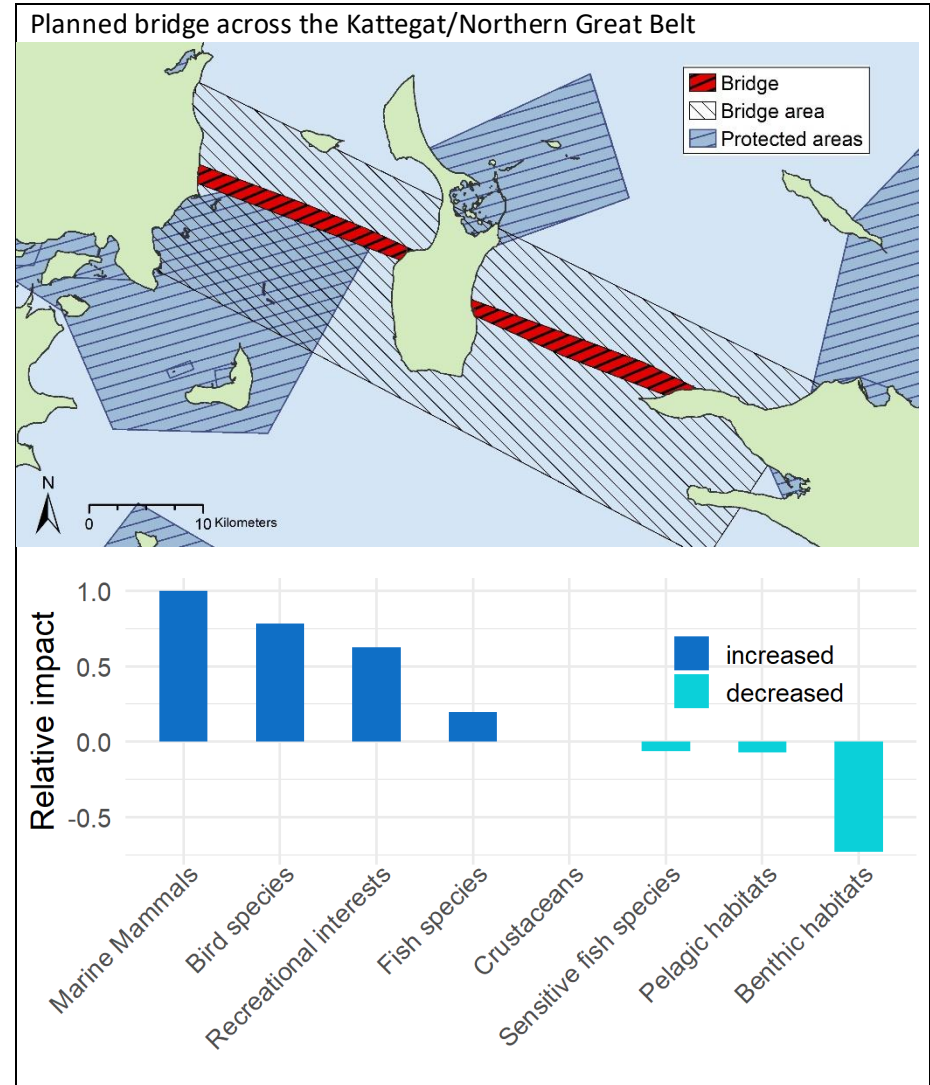 Planned bridge across the Kattegat/Northern Great Belt
Bridge
Bridge area
Protected areas
N
0 10 Kilometers
Relative impact
1.0
0.5
0.0
-0.5
increased
decreased
Marine Mammals
Bird species
Recreational interests
Fish species
Crustaceans
Sensitive fish species
Pelagic habitats
Benthic habitats